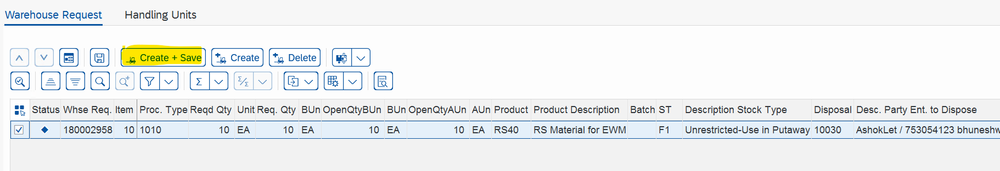 Warehouse Request Handling Units
Create + Save Create Delete
Status Whse Req. Item Proc. Type Reqd Qty Unit Req. Qty BUn OpenQtyBUn BUn OpenQtyAUn AUn Product Product Description Batch ST Description Stock Type Disposal Desc. Party Ent. to Dispose
180002958 10 1010 10 EA 10 EA 10 EA 10 EA RS40 RS Material for EWM F1 Unrestricted-Use in Putaway 10030 AshokLet / 753054123 bhuneshw